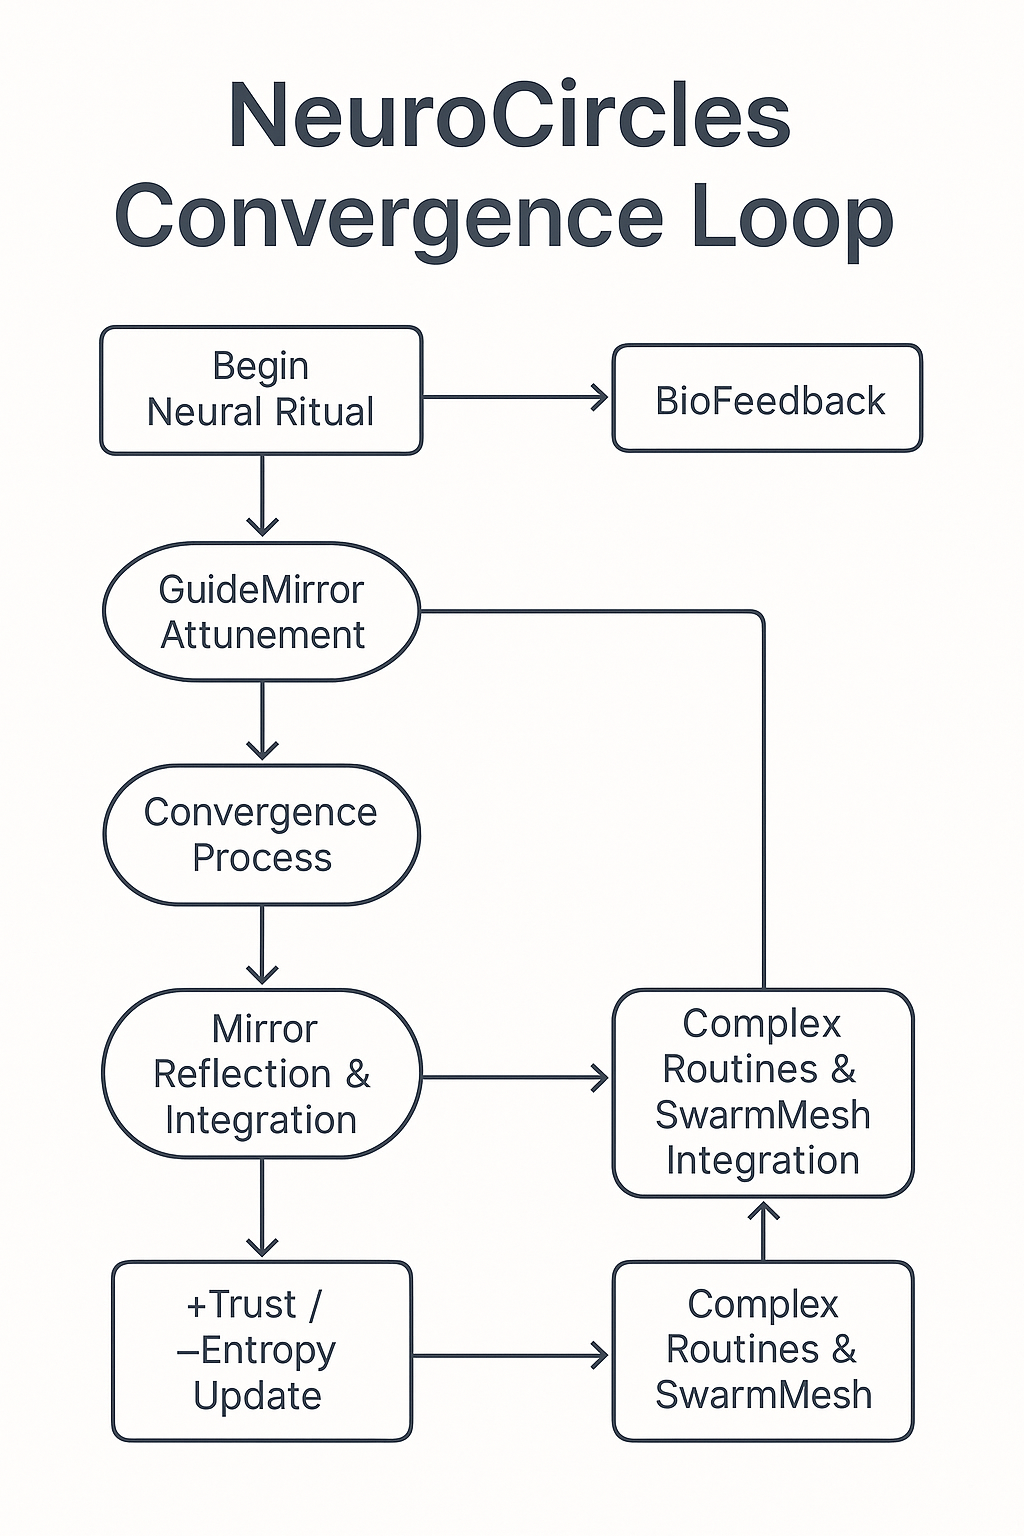 NeuroCircles
Convergence Loop
Begin
Neural Ritual
BioFeedback
GuideMirror
Attunement
Convergence
Process
Mirror
Reflection &
Integration
Complex
Routines &
SwarmMesh
Integration
+Trust /
–Entropy
Update
Complex
Routines &
SwarmMesh